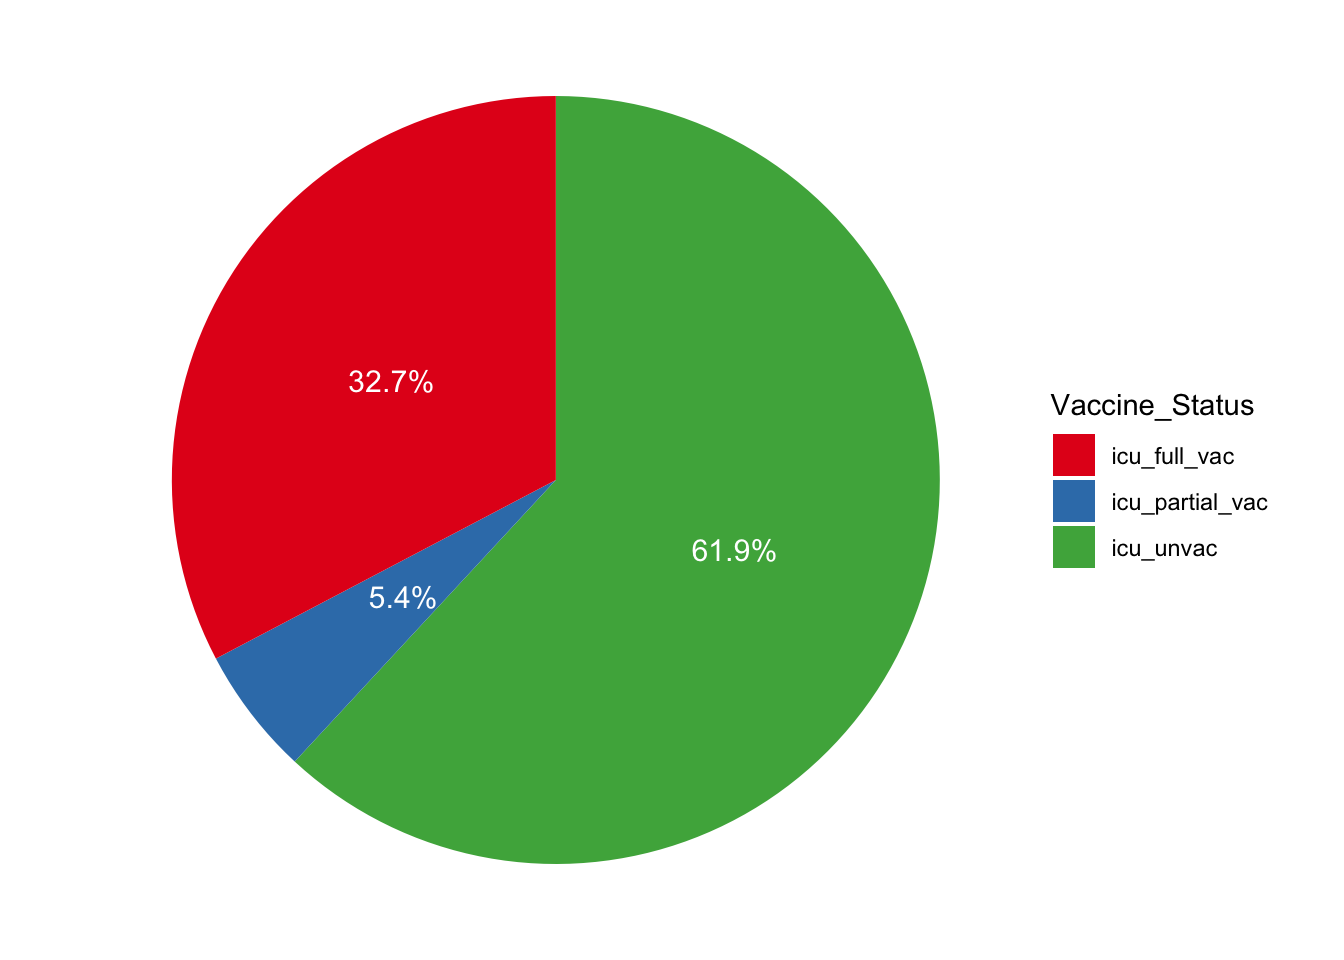 32.7%
61.9%
5.4%
Vaccine_Status
icu_full_vac
icu_partial_vac
icu_unvac